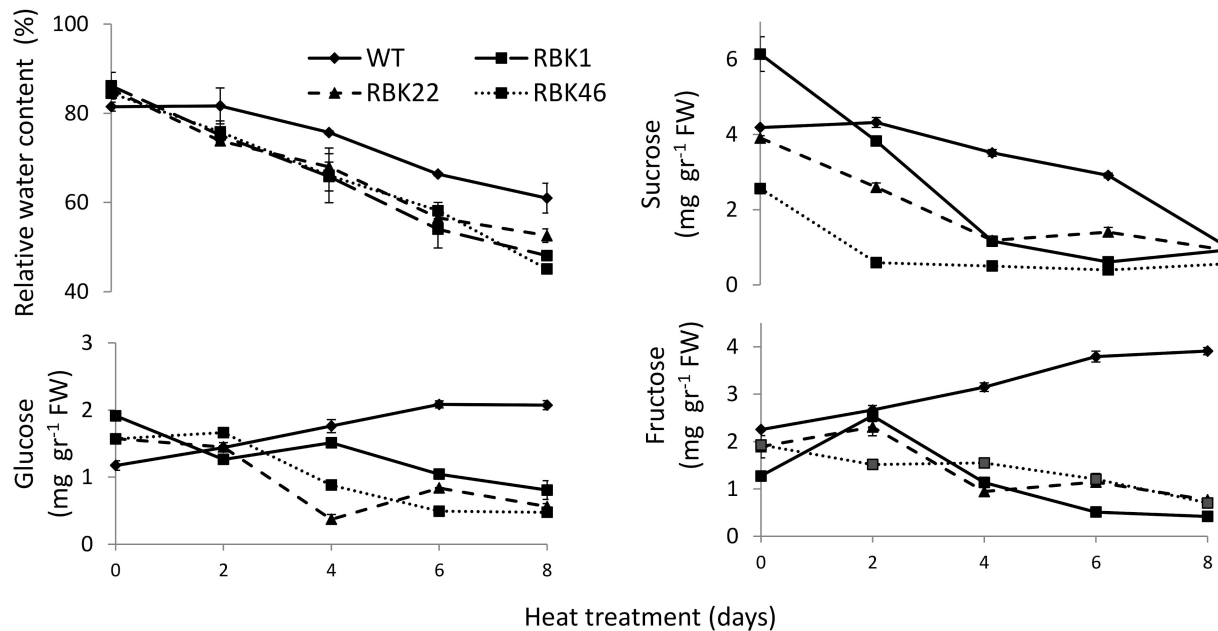 Relative water content (%)
100
80
60
40
WT
RBK1
RBK22
RBK46
Sucrose
(mg gr⁻¹ FW)
6
4
2
0
Glucose
(mg gr⁻¹ FW)
3
2
1
0
0 2 4 6 8
Fructose
(mg gr⁻¹ FW)
4
3
2
1
0
0 2 4 6 8
Heat treatment (days)